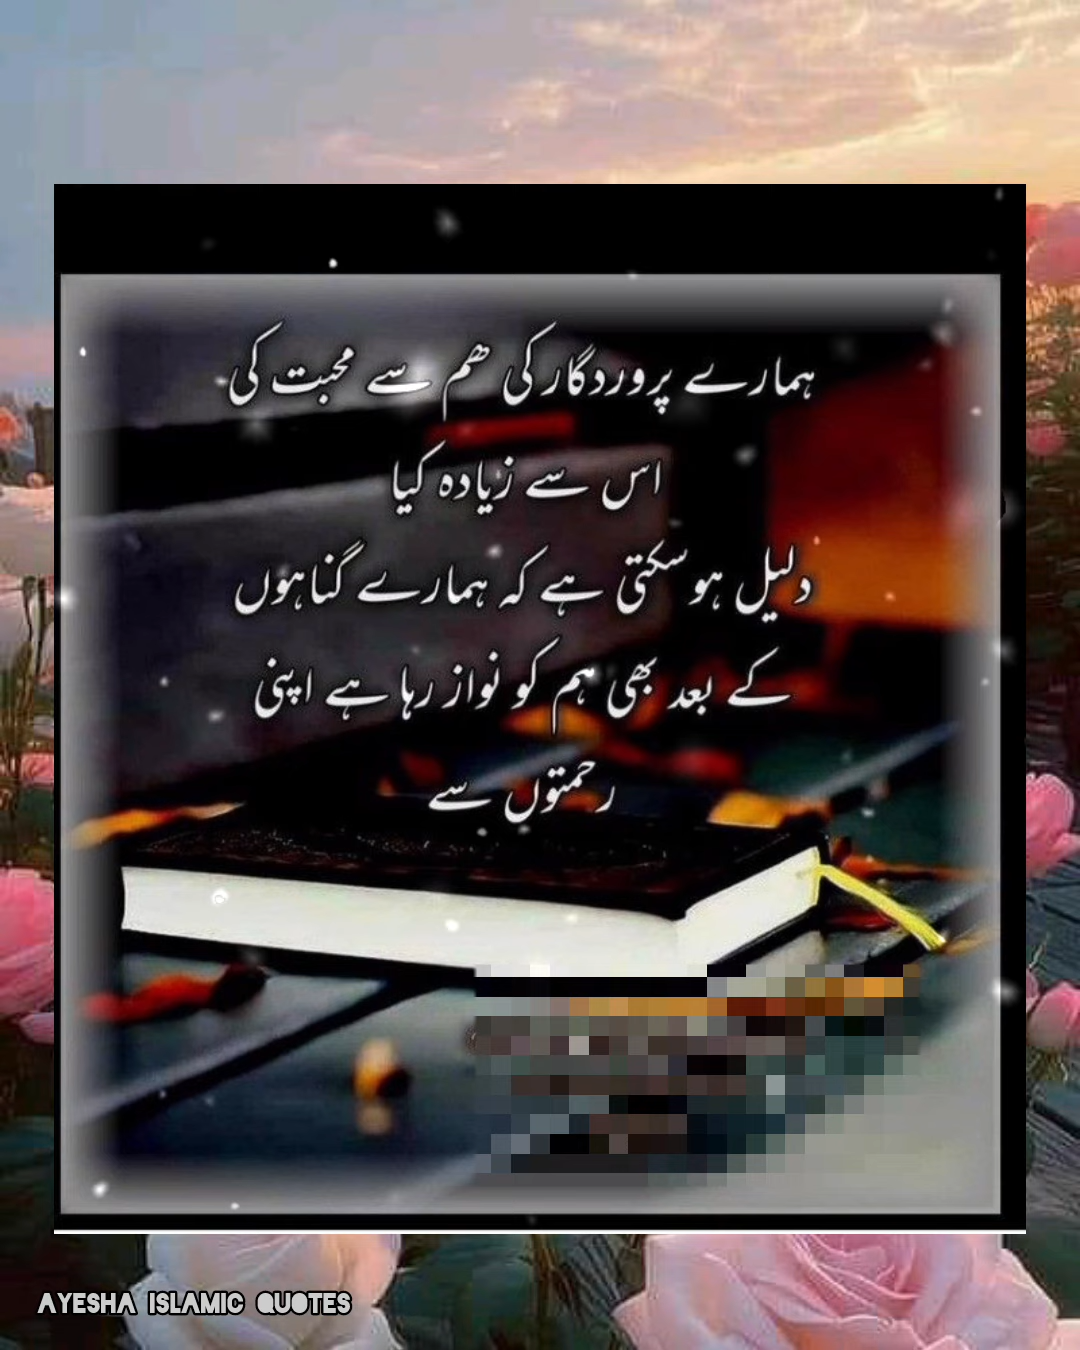 ہمارے پروردگار کی ھم سے محبت کی
اس سے زیادہ کیا
دلیل ہو سکتی ہے کہ ہمارے گناہوں
کے بعد بھی ہم کو نواز رہا ہے اپنی
رحمتوں سے
AYESHA ISLAMIC QUOTES